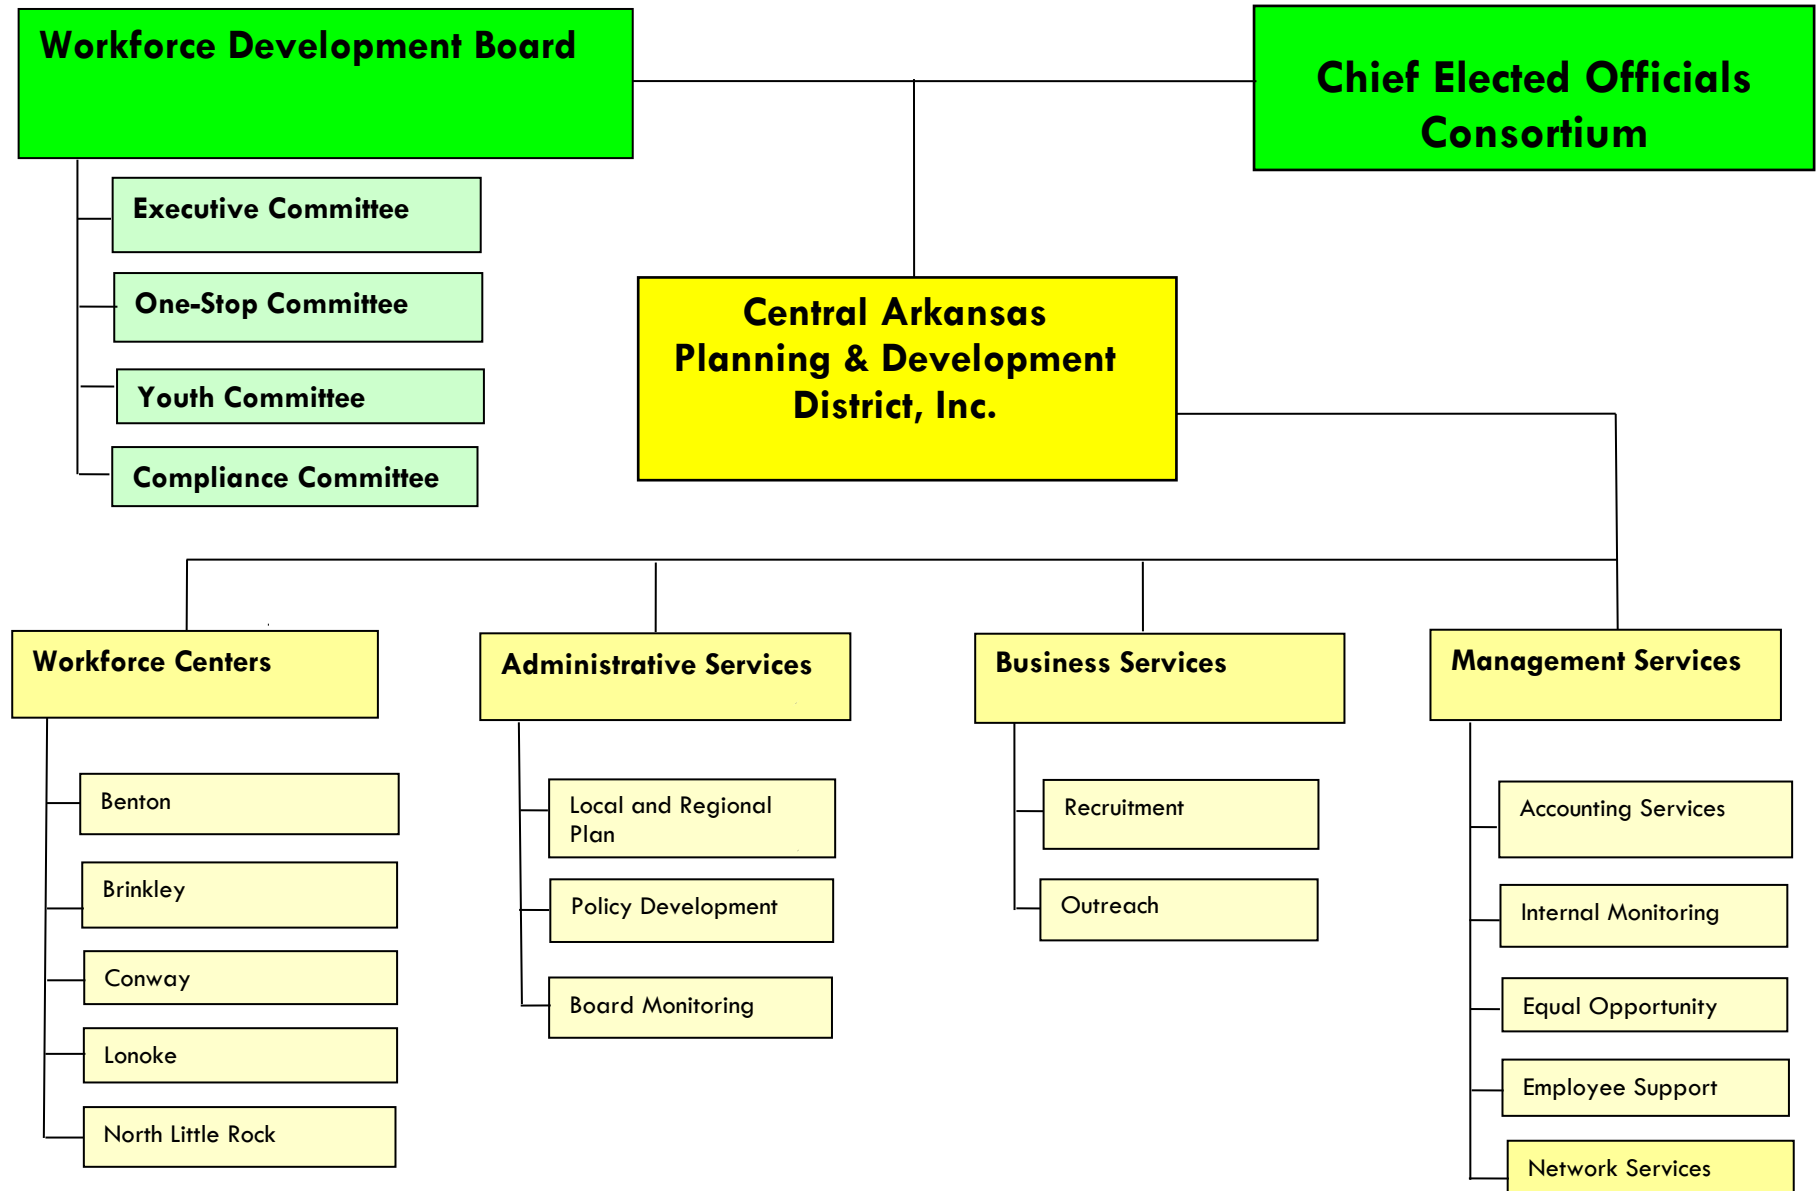 Workforce Development Board
Chief Elected Officials
Consortium
Executive Committee
One-Stop Committee
Youth Committee
Compliance Committee
Central Arkansas
Planning & Development
District, Inc.
Workforce Centers
Benton
Brinkley
Conway
Lonoke
North Little Rock
Administrative Services
Local and Regional
Plan
Policy Development
Board Monitoring
Business Services
Recruitment
Outreach
Management Services
Accounting Services
Internal Monitoring
Equal Opportunity
Employee Support
Network Services